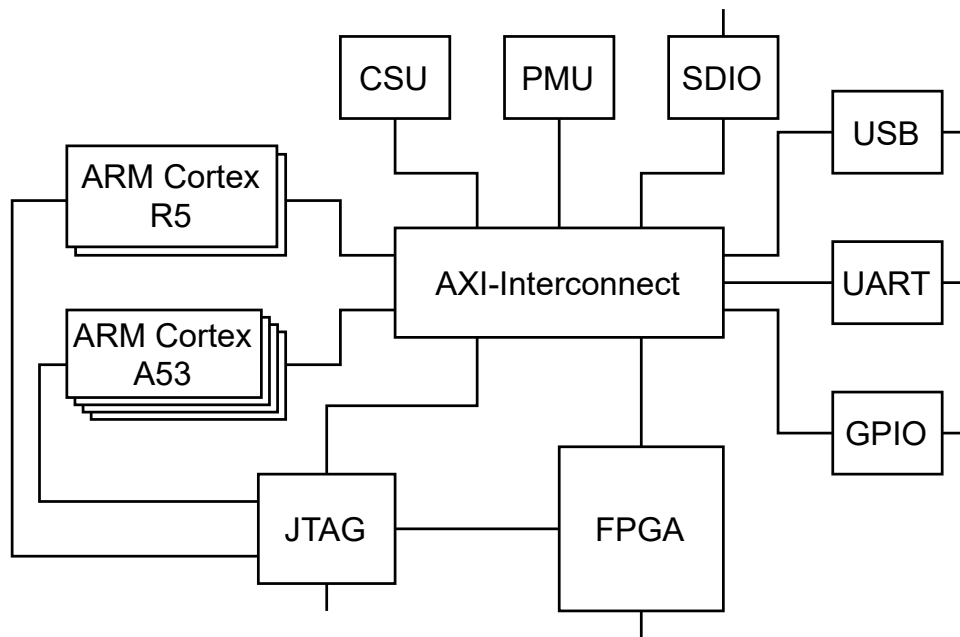 CSU
PMU
SDIO
USB
ARM Cortex
R5
AXI-Interconnect
UART
ARM Cortex
A53
GPIO
JTAG
FPGA